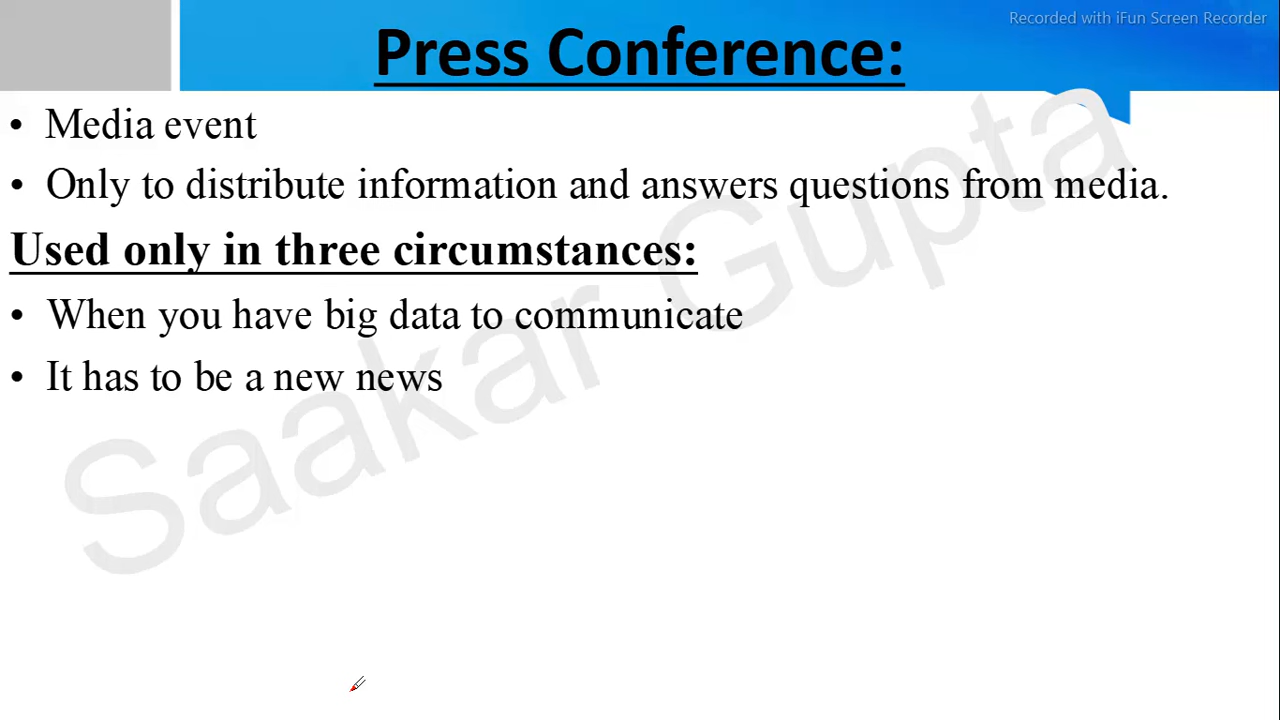 Recorded with iFun Screen Recorder
Press Conference:
• Media event
• Only to distribute information and answers questions from media.
Used only in three circumstances:
• When you have big data to communicate
• It has to be a new news
Saakar Gupta